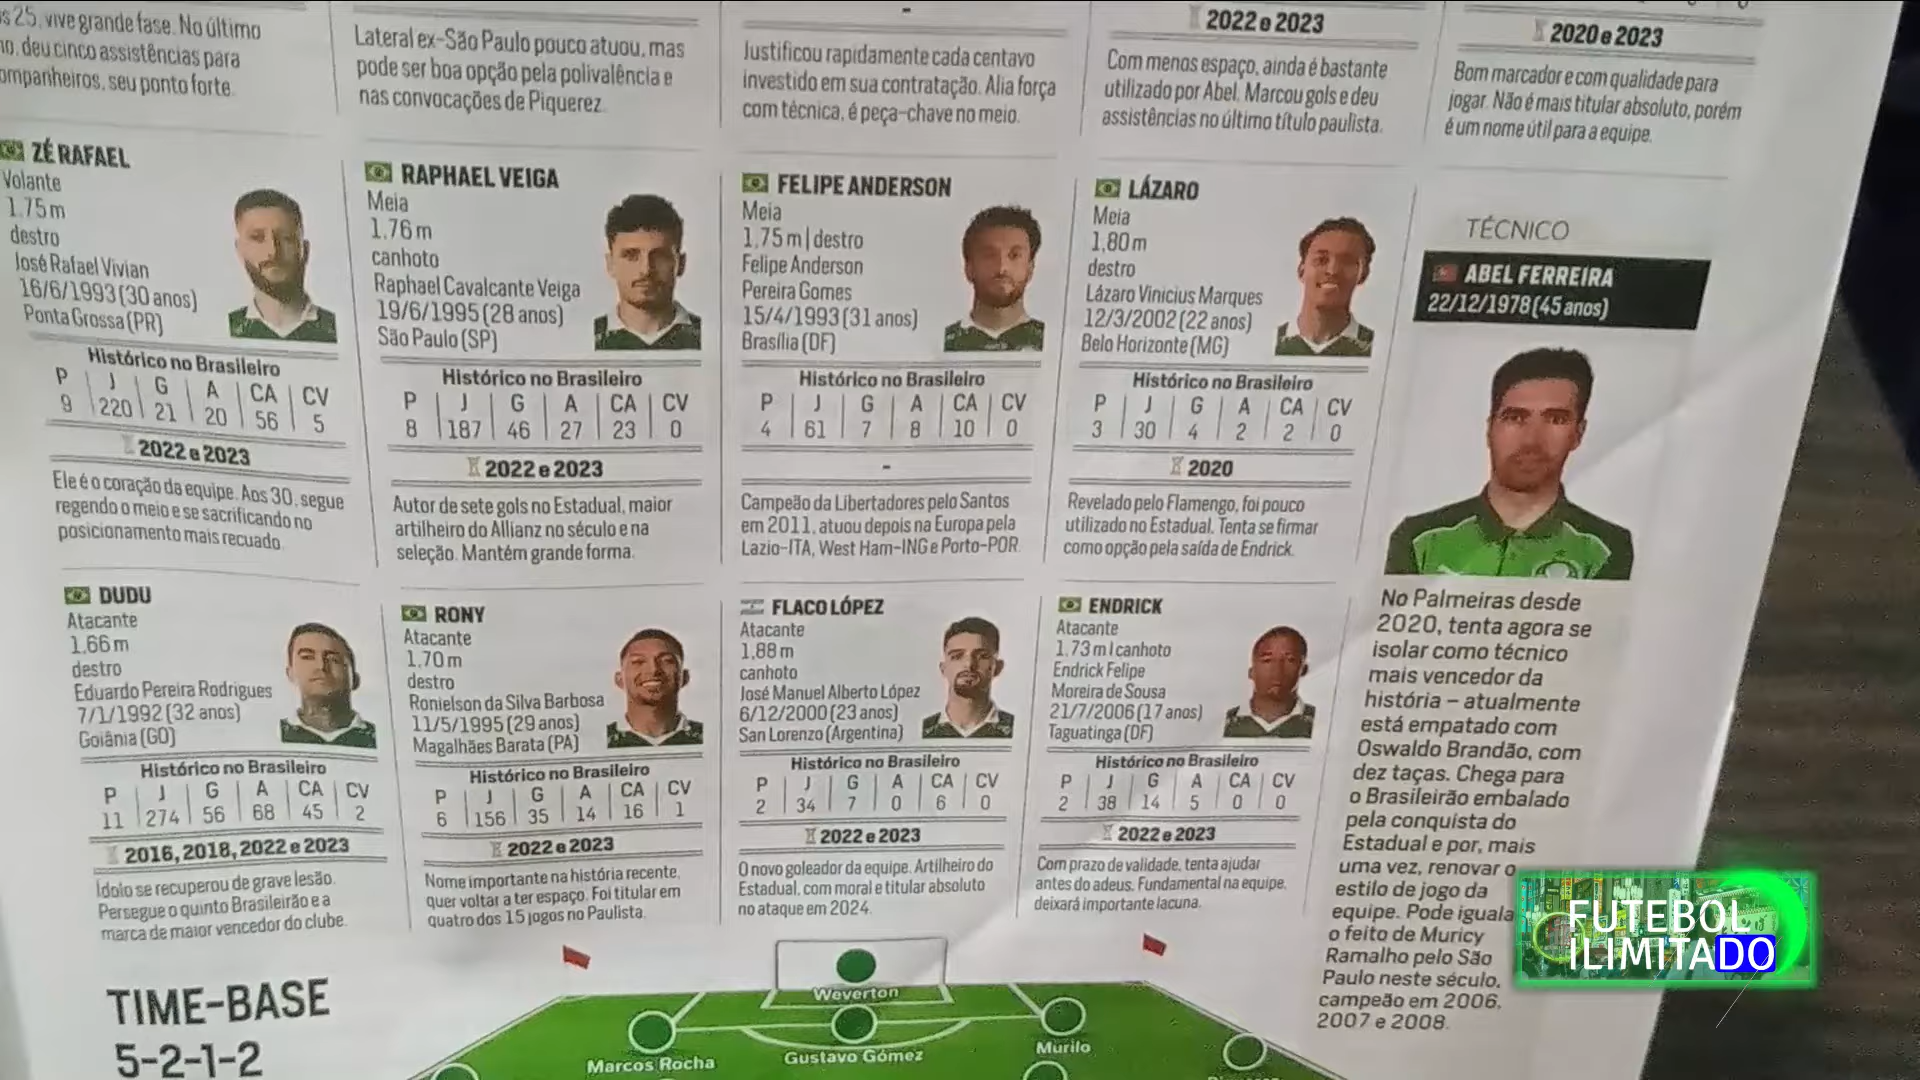 s 25, vive grande fase. No último
no, deu cinco assistências para
ompanheiros, seu ponto forte.
Lateral ex-São Paulo pouco atuou, mas
pode ser boa opção pela polivalência e
nas convocações de Piquerez.
-
Justificou rapidamente cada centavo
investido em sua contratação. Alia força
com técnica, é peça-chave no meio.
2022 e 2023
Com menos espaço, ainda é bastante
utilizado por Abel. Marcou gols e deu
assistências no último título paulista.
2020 e 2023
Bom marcador e com qualidade para
jogar. Não é mais titular absoluto, porém
é um nome útil para a equipe.
ZÉ RAFAEL
Volante
1,75 m
destro
José Rafael Vivian
16/6/1993 (30 anos)
Ponta Grossa (PR)
Histórico no Brasileiro
P J G A CA CV
9 220 21 20 56 5
2022 e 2023
Ele é o coração da equipe. Aos 30, segue
regendo o meio e se sacrificando no
posicionamento mais recuado.
RAPHAEL VEIGA
Meia
1,76 m
canhoto
Raphael Cavalcante Veiga
19/6/1995 (28 anos)
São Paulo (SP)
Histórico no Brasileiro
P J G A CA CV
8 187 46 27 23 0
2022 e 2023
Autor de sete gols no Estadual, maior
artilheiro do Allianz no século e na
seleção. Mantém grande forma.
FELIPE ANDERSON
Meia
1,75 m | destro
Felipe Anderson
Pereira Gomes
15/4/1993 (31 anos)
Brasília (DF)
Histórico no Brasileiro
P J G A CA CV
4 61 7 8 10 0
-
Campeão da Libertadores pelo Santos
em 2011, atuou depois na Europa pela
Lazio-ITA, West Ham-ING e Porto-POR.
LÁZARO
Meia
1,80 m
destro
Lázaro Vinicius Marques
12/3/2002 (22 anos)
Belo Horizonte (MG)
Histórico no Brasileiro
P J G A CA CV
3 30 4 2 2 0
2020
Revelado pelo Flamengo, foi pouco
utilizado no Estadual. Tenta se firmar
como opção pela saída de Endrick.
TÉCNICO
ABEL FERREIRA
22/12/1978 (45 anos)
No Palmeiras desde
2020, tenta agora se
isolar como técnico
mais vencedor da
história – atualmente
está empatado com
Oswaldo Brandão, com
dez taças. Chega para
o Brasileirão embalado
pela conquista do
Estadual e por, mais
uma vez, renovar o
estilo de jogo da
equipe. Pode iguala
o feito de Muricy
Ramalho pelo São
Paulo neste século,
campeão em 2006,
2007 e 2008.
DUDU
Atacante
1,66 m
destro
Eduardo Pereira Rodrigues
7/1/1992 (32 anos)
Goiânia (GO)
Histórico no Brasileiro
P J G A CA CV
11 274 56 68 45 2
2016, 2018, 2022 e 2023
Ídolo se recuperou de grave lesão.
Persegue o quinto Brasileirão e a
marca de maior vencedor do clube.
RONY
Atacante
1,70 m
destro
Ronielson da Silva Barbosa
11/5/1995 (29 anos)
Magalhães Barata (PA)
Histórico no Brasileiro
P J G A CA CV
6 156 35 14 16 1
2022 e 2023
Nome importante na história recente,
quer voltar a ter espaço. Foi titular em
quatro dos 15 jogos no Paulista.
FLACO LÓPEZ
Atacante
1,88 m
canhoto
José Manuel Alberto López
6/12/2000 (23 anos)
San Lorenzo (Argentina)
Histórico no Brasileiro
P J G A CA CV
2 34 7 0 6 0
2022 e 2023
O novo goleador da equipe. Artilheiro do
Estadual, com moral e titular absoluto
no ataque em 2024.
ENDRICK
Atacante
1,73 m | canhoto
Endrick Felipe
Moreira de Sousa
21/7/2006 (17 anos)
Taguatinga (DF)
Histórico no Brasileiro
P J G A CA CV
2 38 14 5 0 0
2022 e 2023
Com prazo de validade, tenta ajudar
antes do adeus. Fundamental na equipe,
deixará importante lacuna.
TIME-BASE
5-2-1-2
Weverton
Marcos Rocha
Gustavo Gómez
Murilo
FUTEBOL
ILIMITADO